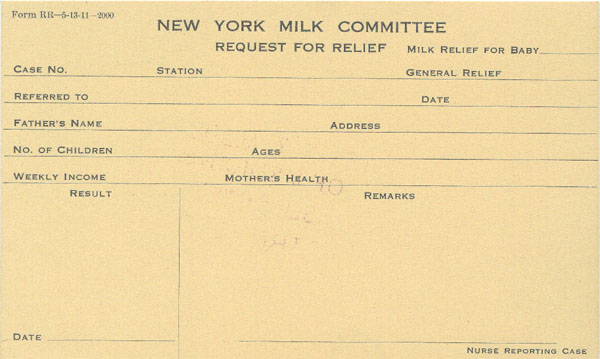 Form RR—5-13-11—2000
NEW YORK MILK COMMITTEE
REQUEST FOR RELIEF MILK RELIEF FOR BABY
CASE NO. STATION GENERAL RELIEF
REFERRED TO DATE
FATHER'S NAME ADDRESS
NO. OF CHILDREN AGES
WEEKLY INCOME MOTHER'S HEALTH
RESULT REMARKS
DATE
NURSE REPORTING CASE